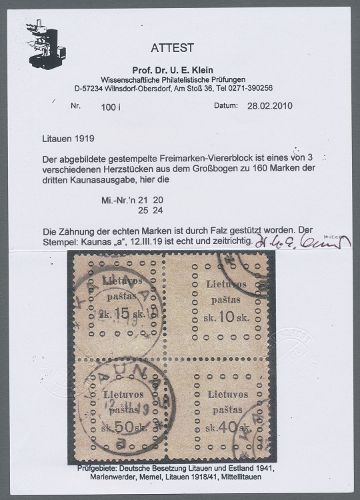 ATTEST
Prof. Dr. U. E. Klein
Wissenschaftliche Philatelistische Prüfungen
D-57234 Wilnsdorf-Obersdorf, Am Stoß 36, Tel 0271-390256
Nr. 100 i Datum: 28.02.2010
Litauen 1919
Der abgebildete gestempelte Freimarken-Viererblock ist eines von 3
verschiedenen Herzstücken aus dem Großbogen zu 160 Marken der
dritten Kaunasausgabe, hier die
Mi.-Nr.'n 21 20
25 24
Die Zähnung der echten Marken ist durch Falz gestützt worden. Der
Stempel: Kaunas „a", 12.III.19 ist echt und zeitrichtig.
Lietuvos
paštas
sk. 15 sk.
Lietuvos
paštas
sk. 10 sk.
Lietuvos
paštas
sk. 50 sk.
Lietuvos
paštas
sk. 40 sk.
KAUNAS
a
Prüfgebiete: Deutsche Besetzung Litauen und Estland 1941,
Marienwerder, Memel, Litauen 1918/41, Mittellitauen